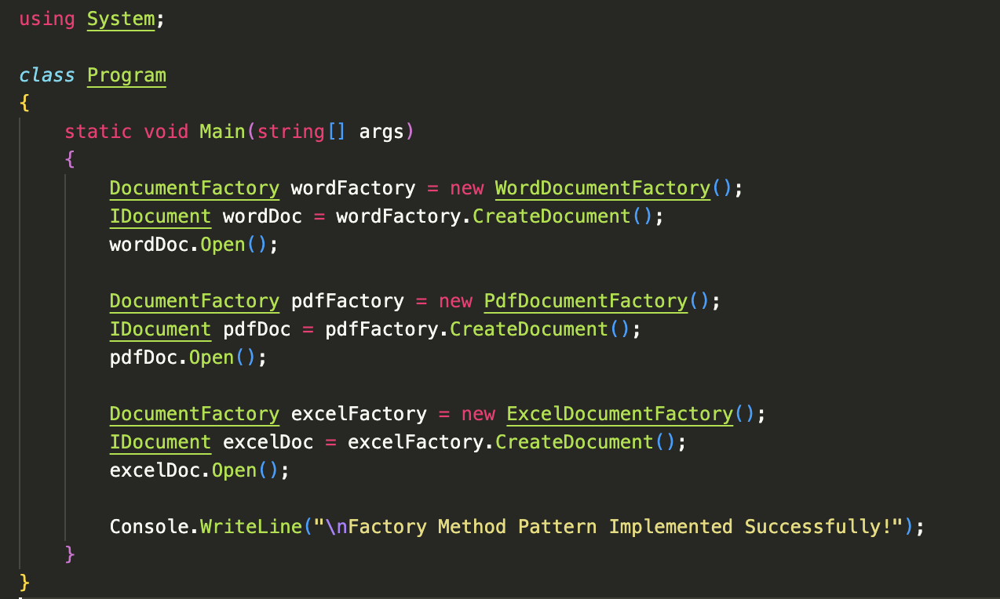 using System;
class Program
{
static void Main(string[] args)
{
DocumentFactory wordFactory = new WordDocumentFactory();
IDocument wordDoc = wordFactory.CreateDocument();
wordDoc.Open();
DocumentFactory pdfFactory = new PdfDocumentFactory();
IDocument pdfDoc = pdfFactory.CreateDocument();
pdfDoc.Open();
DocumentFactory excelFactory = new ExcelDocumentFactory();
IDocument excelDoc = excelFactory.CreateDocument();
excelDoc.Open();
Console.WriteLine("\nFactory Method Pattern Implemented Successfully!");
}
}